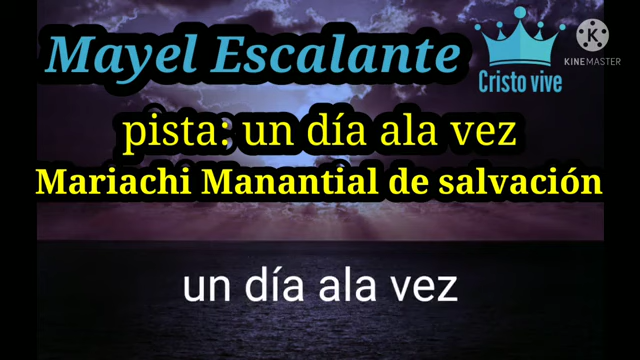 Mayel Escalante
Cristo vive
KINEMASTER
pista: un día ala vez
Mariachi Manantial de salvación
un día ala vez